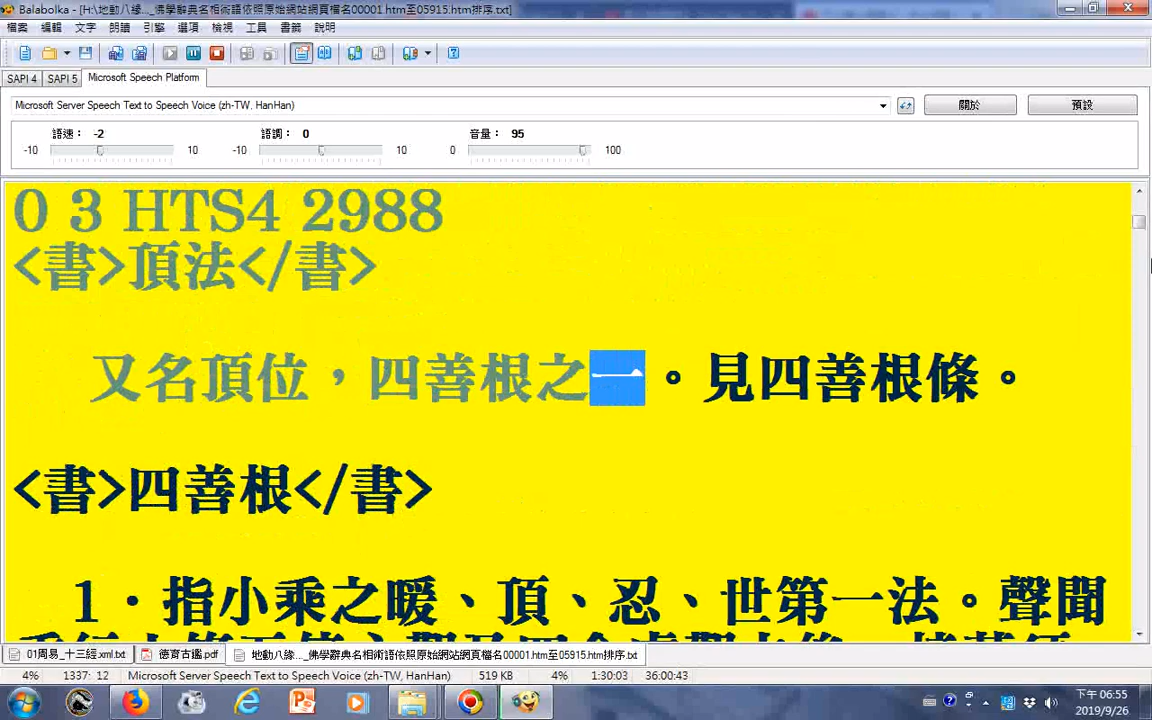 Balabolka - [H:\地動八緣..._佛學辭典名相術語依照原始網站網頁檔名00001.htm至05915.htm排序.txt]
檔案 編輯 文字 朗讀 引擎 選項 檢視 工具 書籤 說明
SAPI 4 SAPI 5 Microsoft Speech Platform
Microsoft Server Speech Text to Speech Voice (zh-TW, HanHan) 關於 預設
語速： -2 語調： 0 音量： 95
-10 10 -10 10 0 100
0 3 HTS4 2988
<書>頂法</書>
又名頂位，四善根之一。見四善根條。
<書>四善根</書>
1．指小乘之暖、頂、忍、世第一法。聲聞
01周易_十三經.xml.txt 德育古鑑.pdf 地動八緣..._佛學辭典名相術語依照原始網站網頁檔名00001.htm至05915.htm排序.txt
4% 1337: 12 Microsoft Server Speech Text to Speech Voice (zh-TW, HanHan) 519 KB 4% 1:30:03 36:00:43
下午 06:55
2019/9/26